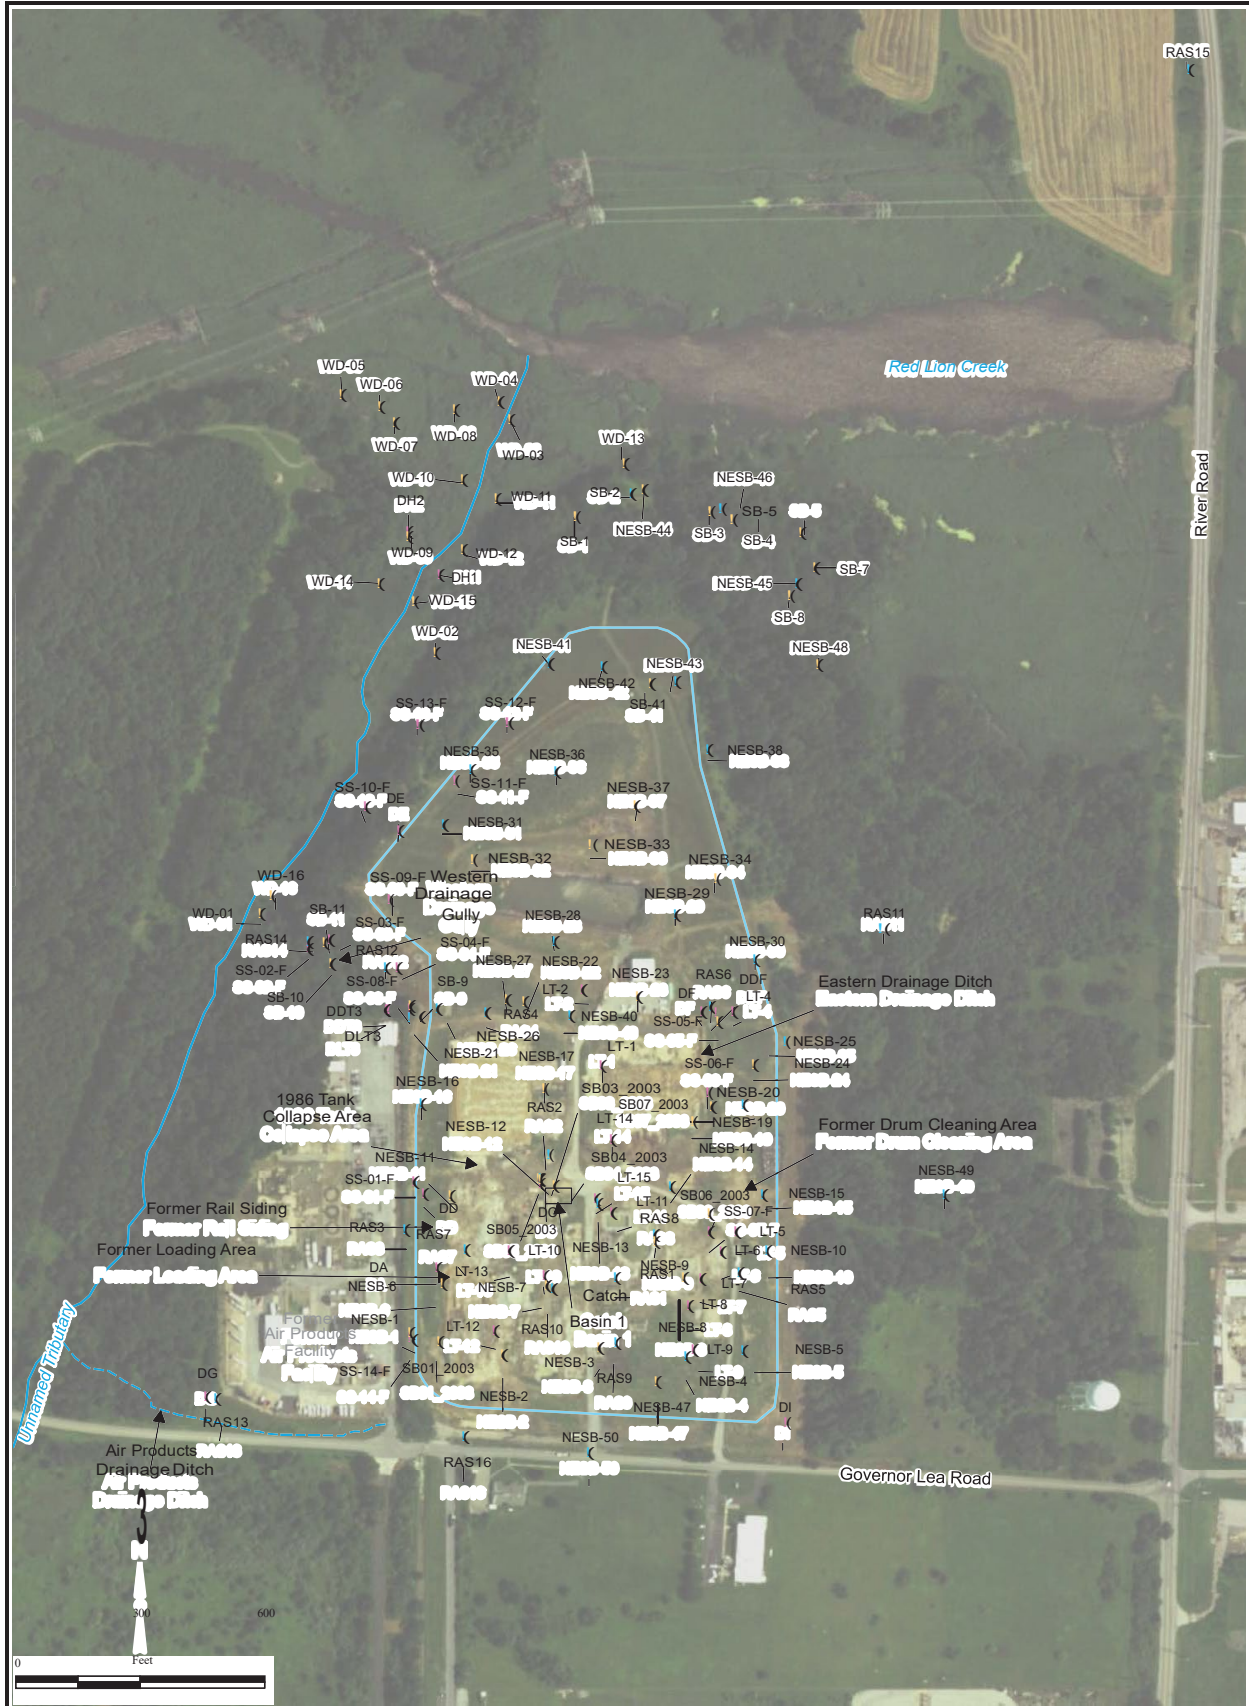 RAS15
Red Lion Creek
River Road
WD-05
WD-06
WD-04
WD-07
WD-08
WD-03
WD-13
WD-10
WD-11
SB-2
NESB-44
NESB-46
SB-3
SB-5
SB-4
DH2
WD-09
SB-1
WD-12
DH1
WD-14
WD-15
SB-7
NESB-45
SB-8
WD-02
NESB-41
NESB-43
NESB-48
NESB-42
SB-41
SS-13-F
SS-12-F
NESB-35
NESB-36
NESB-38
SS-10-F
SS-11-F
DE
NESB-37
NESB-31
NESB-33
NESB-32
NESB-34
WD-16
SS-09-F
Western
Drainage
Gully
NESB-29
WD-01
SB-11
SS-03-F
NESB-28
RAS11
RAS14
RAS12
SS-04-F
NESB-30
SS-02-F
SS-08-F
SB-9
NESB-27
NESB-22
NESB-23
RAS6
DDF
Eastern Drainage Ditch
SB-10
LT-2
DF
LT-4
DDT3
RAS4
NESB-40
SS-05-F
DLT3
NESB-26
LT-1
NESB-25
NESB-21
NESB-17
SS-06-F
NESB-24
NESB-16
SB03_2003
NESB-20
1986 Tank
Collapse Area
RAS2
SB07_2003
NESB-12
LT-14
NESB-19
Former Drum Cleaning Area
NESB-11
SB04_2003
NESB-14
NESB-49
SS-01-F
LT-15
SB06_2003
NESB-15
Former Rail Siding
RAS3
DD
RAS7
DC
LT-11
SS-07-F
SB05_2003
RAS8
LT-5
Former Loading Area
NESB-13
LT-10
LT-6
NESB-10
DA
LT-13
NESB-9
NESB-6
NESB-7
RAS1
LT-7
RAS5
Catch
Basin 1
LT-8
NESB-1
Former
Air Products
Facility
LT-12
RAS10
NESB-8
LT-9
NESB-5
SS-14-F
SB01_2003
NESB-3
RAS9
NESB-4
DG
NESB-2
NESB-47
DI
RAS13
NESB-50
Unnamed Tributary
Air Products
Drainage Ditch
RAS16
Governor Lea Road
N
300
600
0
Feet